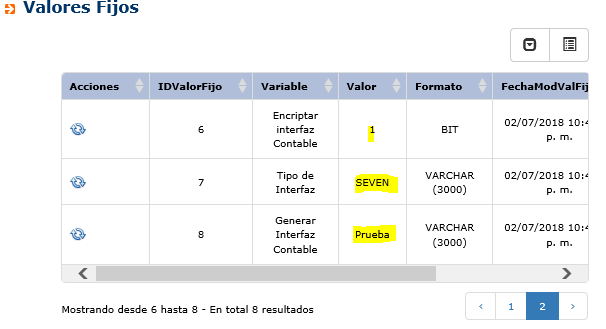 Valores Fijos
Acciones IDValorFijo Variable Valor Formato FechaModValFij
6 Encriptar interfaz Contable 1 BIT 02/07/2018 10:4 p. m.
7 Tipo de Interfaz SEVEN VARCHAR (3000) 02/07/2018 10:4 p. m.
8 Generar Interfaz Contable Prueba VARCHAR (3000) 02/07/2018 10:4 p. m.
Mostrando desde 6 hasta 8 - En total 8 resultados
‹ 1 2 ›